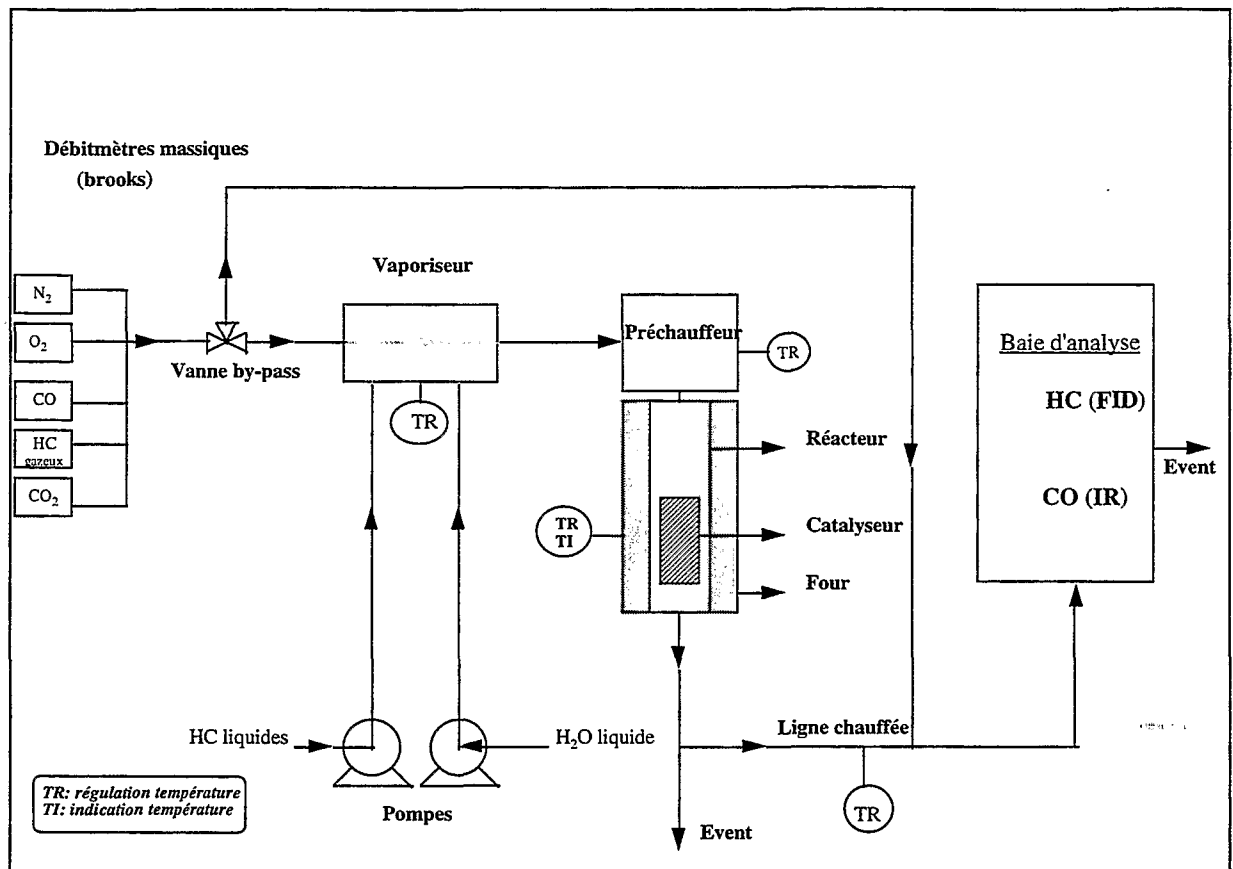 Débitmètres massiques
(brooks)
Vaporiseur
N₂
O₂
CO
HC
gazeux
CO₂
Vanne by-pass
TR
Préchauffeur
TR
Baie d'analyse
HC (FID)
CO (IR)
Event
Réacteur
Catalyseur
Four
TR
TI
HC liquides
H₂O liquide
Pompes
Ligne chauffée
TR
Event
TR: régulation température
TI: indication température